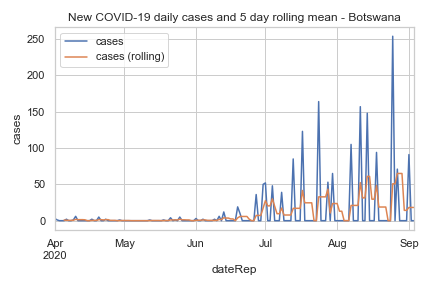 New COVID-19 daily cases and 5 day rolling mean - Botswana
cases
cases (rolling)
250
200
150
100
50
0
cases
Apr May Jun Jul Aug Sep
2020
dateRep